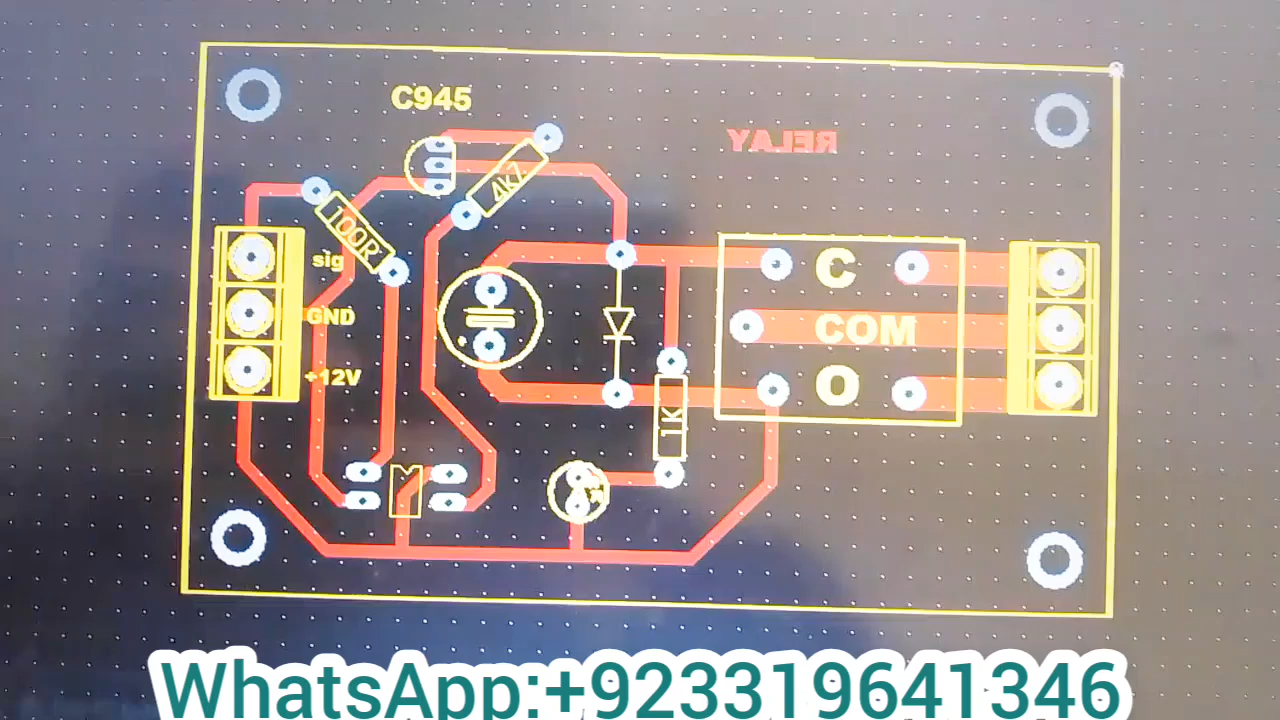 C945
RELAY
4k7
100R
sig
C
GND
COM
+12V
O
1K
WhatsApp:+923319641346